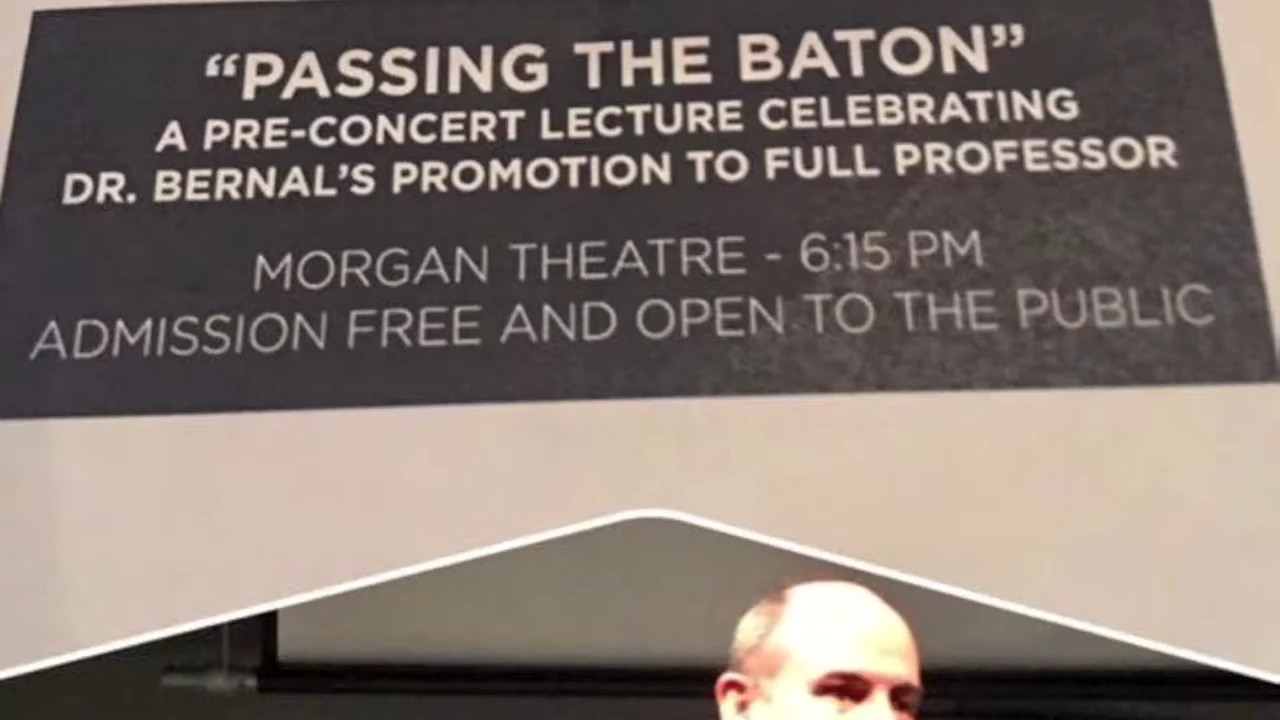 “PASSING THE BATON”
A PRE-CONCERT LECTURE CELEBRATING
DR. BERNAL’S PROMOTION TO FULL PROFESSOR
MORGAN THEATRE - 6:15 PM
ADMISSION FREE AND OPEN TO THE PUBLIC